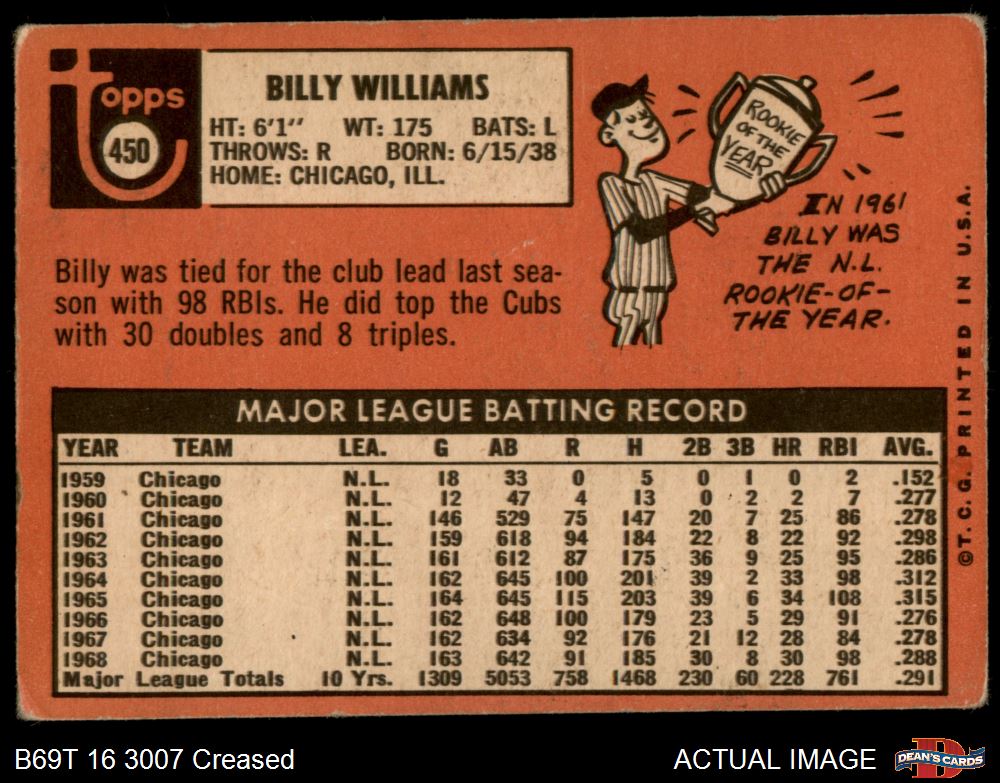 topps
450
BILLY WILLIAMS
HT: 6'1" WT: 175 BATS: L
THROWS: R BORN: 6/15/38
HOME: CHICAGO, ILL.
ROOKIE
OF THE
YEAR
IN 1961
BILLY WAS
THE N.L.
ROOKIE-OF-
THE YEAR.
Billy was tied for the club lead last sea-
son with 98 RBIs. He did top the Cubs
with 30 doubles and 8 triples.
MAJOR LEAGUE BATTING RECORD
YEAR TEAM LEA. G AB R H 2B 3B HR RBI AVG.
1959 Chicago N.L. 18 33 0 5 0 1 0 2 .152
1960 Chicago N.L. 12 47 4 13 0 2 2 7 .277
1961 Chicago N.L. 146 529 75 147 20 7 25 86 .278
1962 Chicago N.L. 159 618 94 184 22 8 22 92 .298
1963 Chicago N.L. 161 612 87 175 36 9 25 95 .286
1964 Chicago N.L. 162 645 100 201 39 2 33 98 .312
1965 Chicago N.L. 164 645 115 203 39 6 34 108 .315
1966 Chicago N.L. 162 648 100 179 23 5 29 91 .276
1967 Chicago N.L. 162 634 92 176 21 12 28 84 .278
1968 Chicago N.L. 163 642 91 185 30 8 30 98 .288
Major League Totals 10 Yrs. 1309 5053 758 1468 230 60 228 761 .291
©T.C.G. PRINTED IN U.S.A.
B69T 16 3007 Creased
ACTUAL IMAGE
D
DEAN'S CARDS